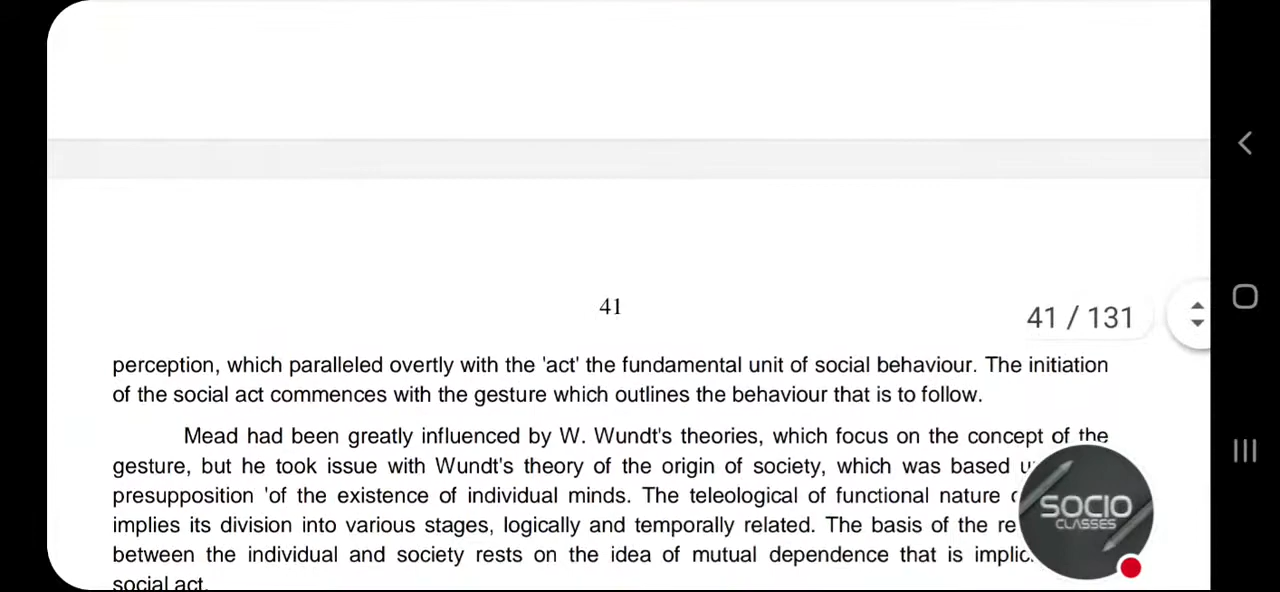 41
41 / 131
perception, which paralleled overtly with the 'act' the fundamental unit of social behaviour. The initiation
of the social act commences with the gesture which outlines the behaviour that is to follow.
Mead had been greatly influenced by W. Wundt's theories, which focus on the concept of the
gesture, but he took issue with Wundt's theory of the origin of society, which was based
presupposition 'of the existence of individual minds. The teleological of functional nature
implies its division into various stages, logically and temporally related. The basis of the
between the individual and society rests on the idea of mutual dependence that is
social act.
SOCIO
CLASSES